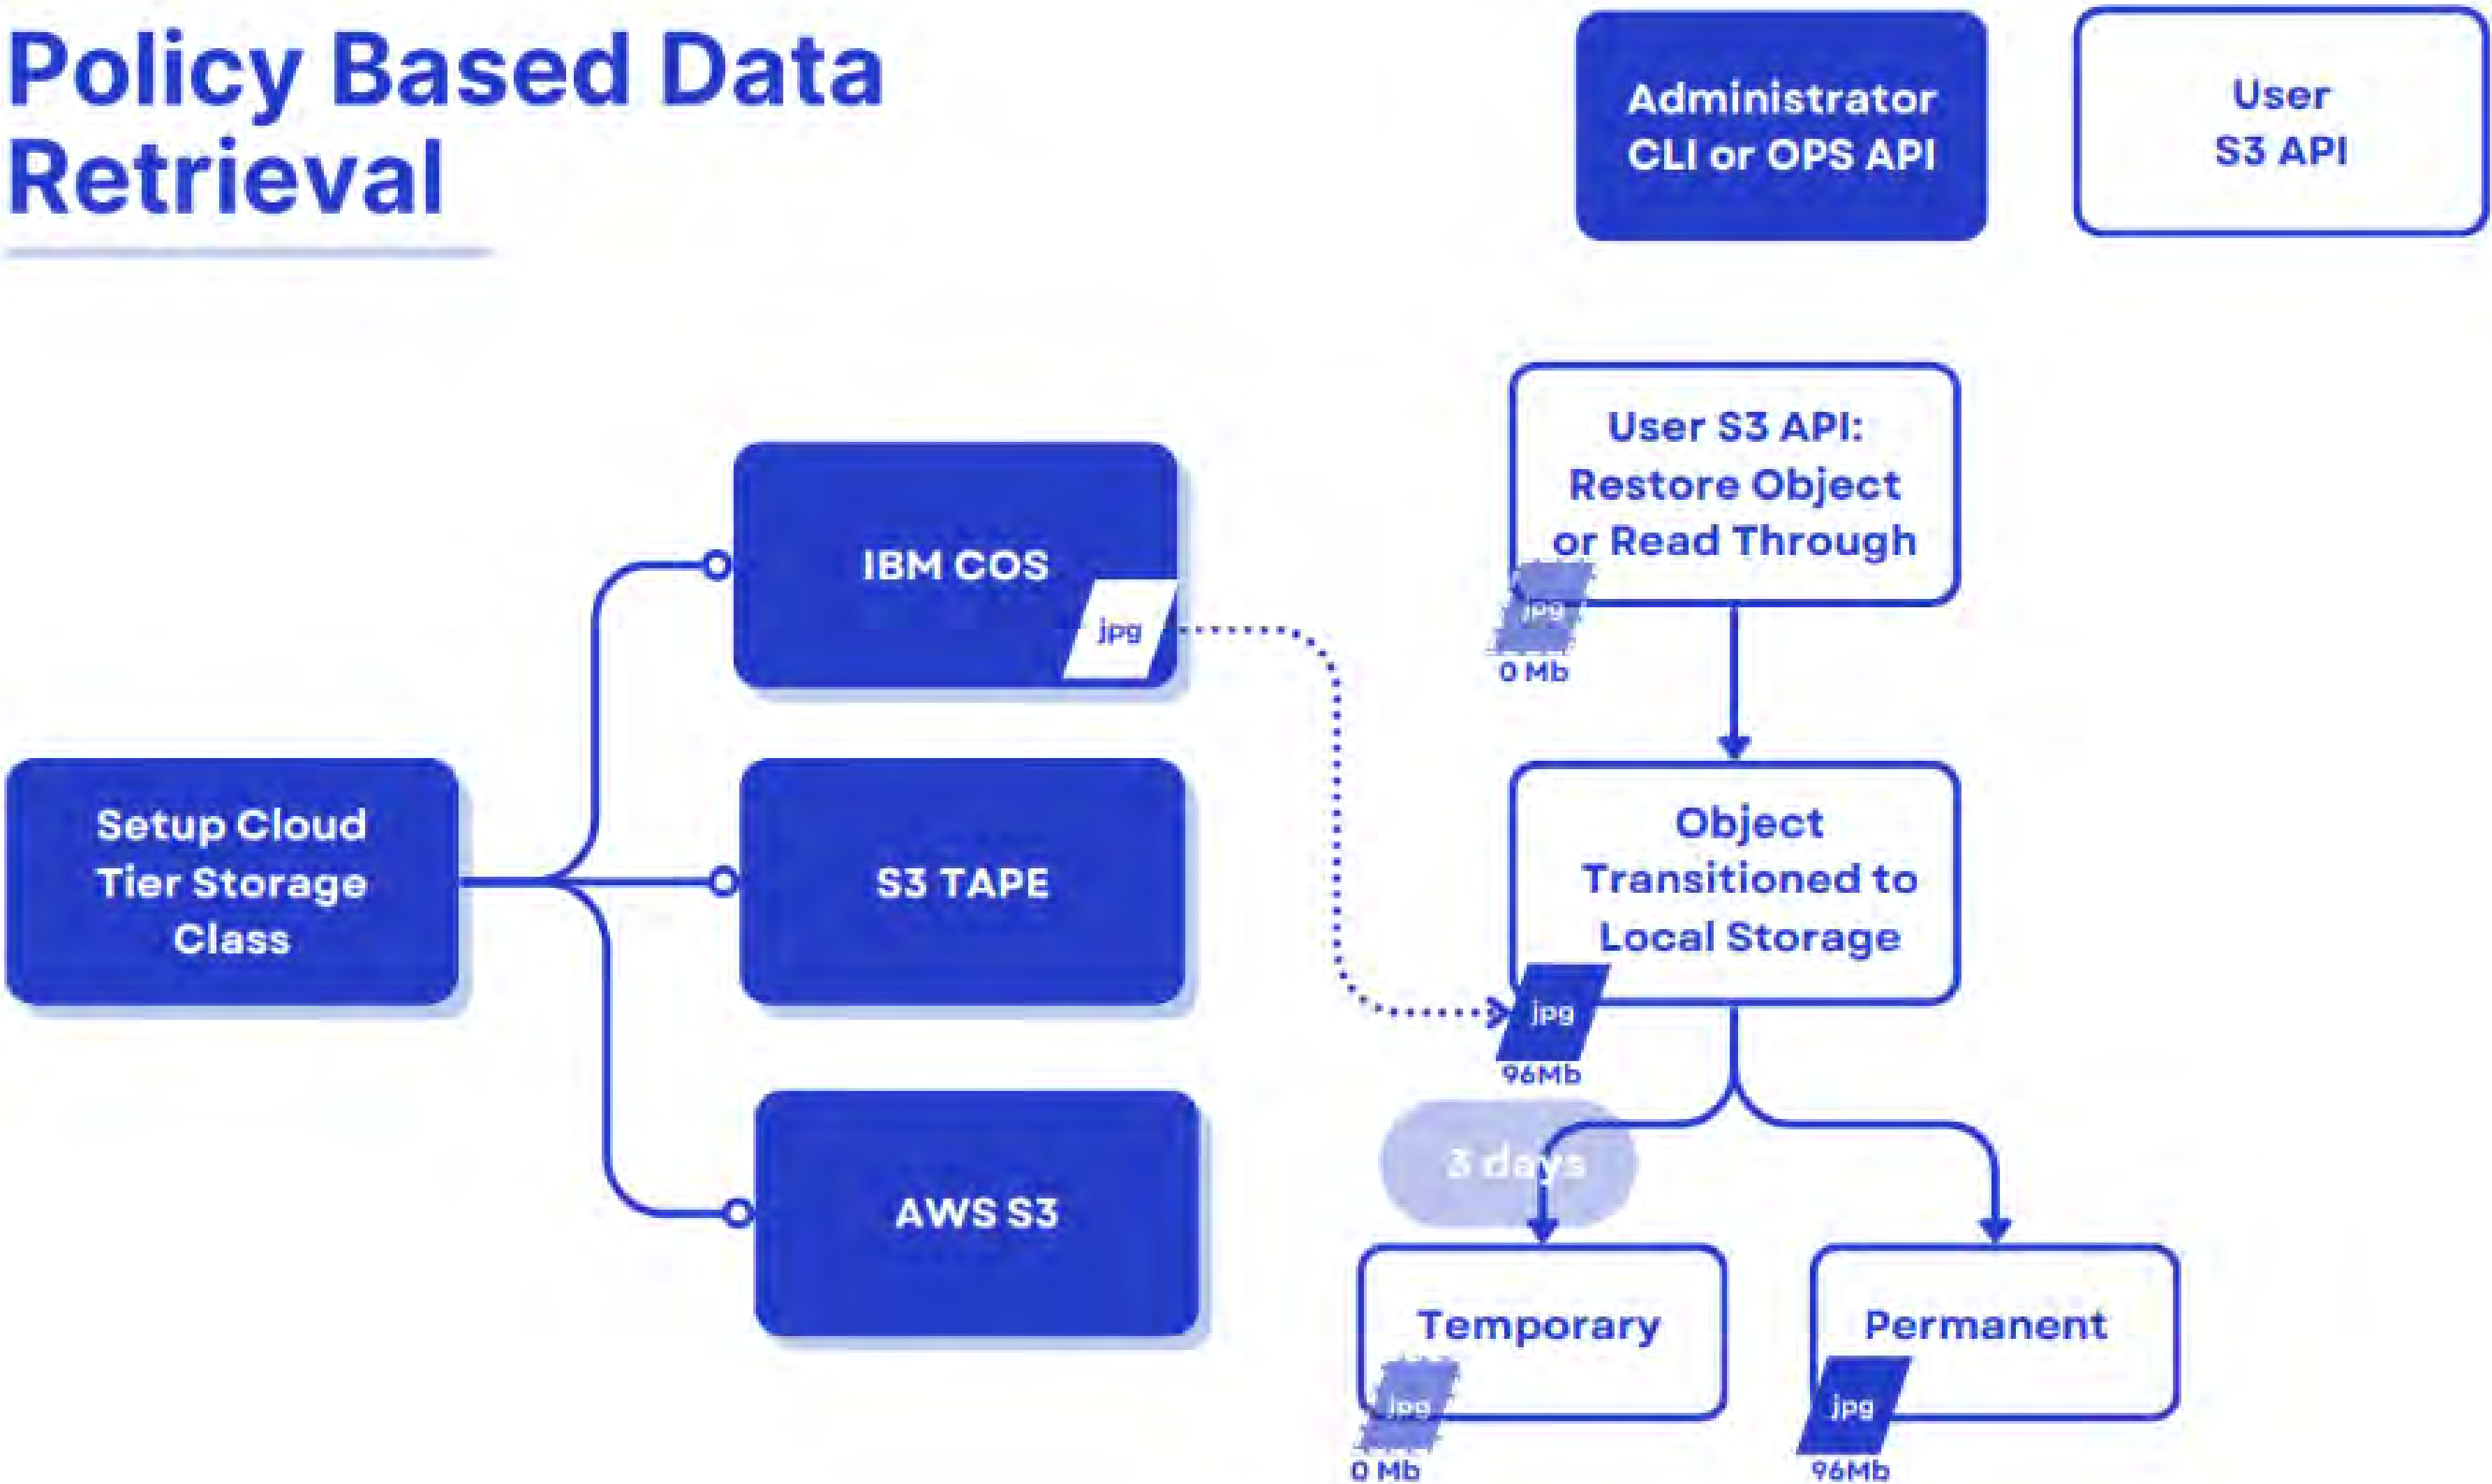 Policy Based Data
Retrieval
Administrator
CLI or OPS API
User
S3 API
User S3 API:
Restore Object
or Read Through
jpg
0 Mb
IBM COS
jpg
Setup Cloud
Tier Storage
Class
S3 TAPE
AWS S3
Object
Transitioned to
Local Storage
jpg
96Mb
3 days
Temporary
jpg
0 Mb
Permanent
jpg
96Mb